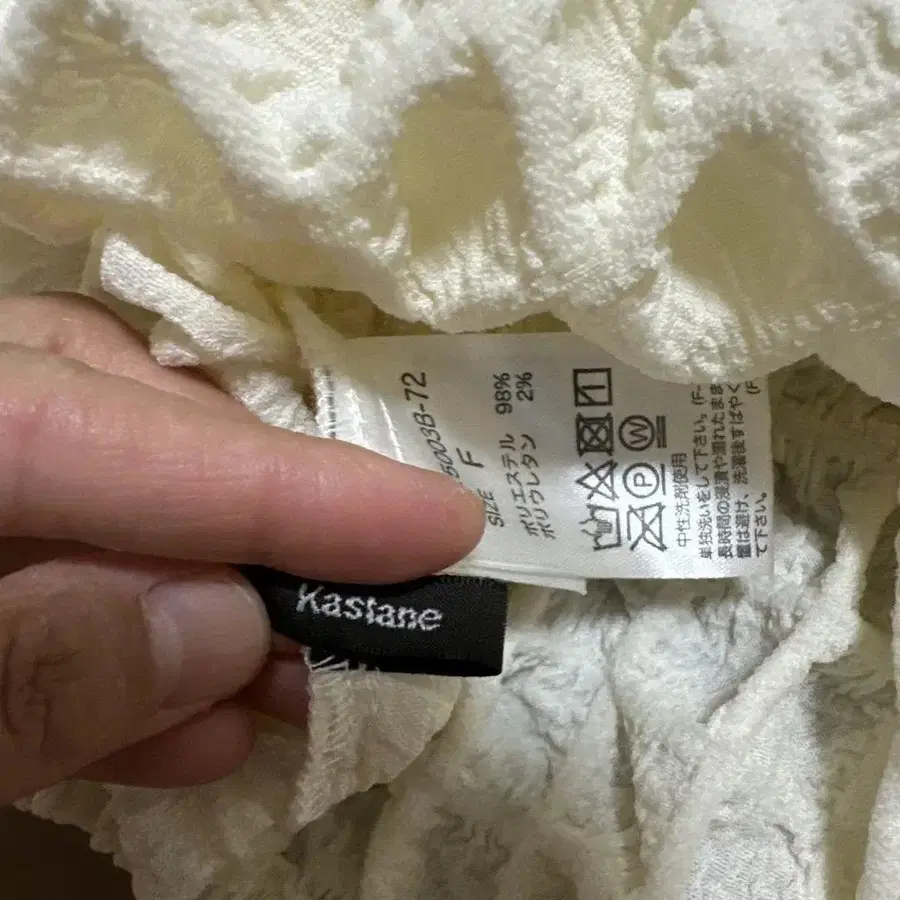 5003B-72
SIZE F
ポリエステル 98%
ポリウレタン 2%
W
P
中性洗剤使用
単独洗いをして下さい。(F-
長時間の浸漬や濡れたまま
置は避け、洗濯後すばやく
て下さい。 (F
Kastane